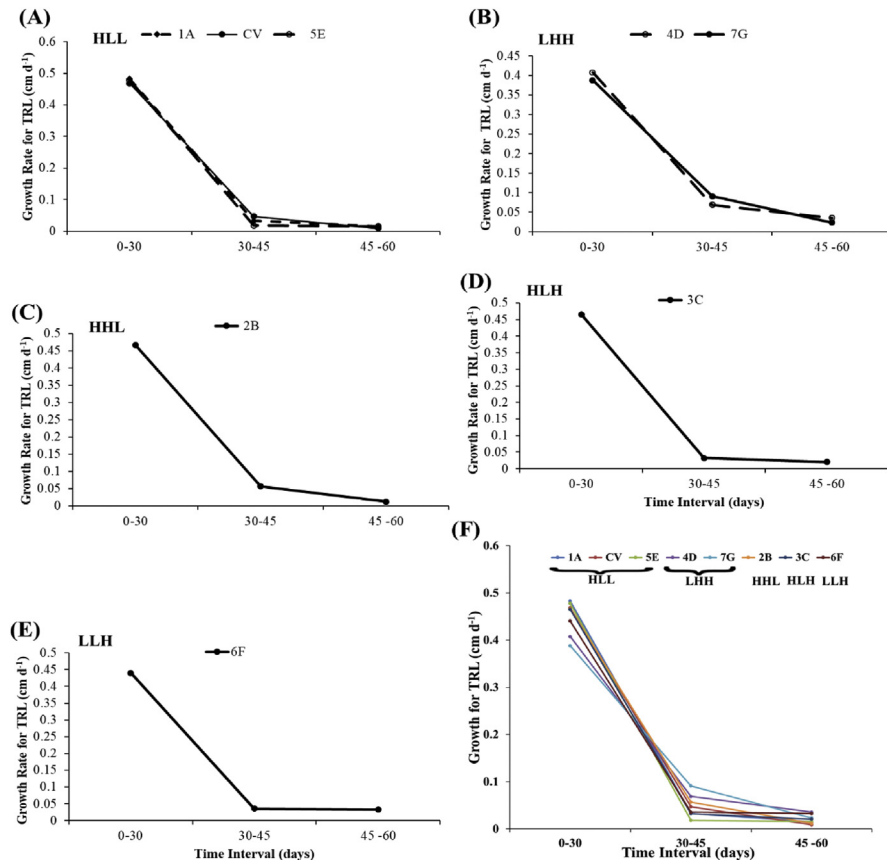 (A)
HLL
1A CV 5E
Growth Rate for TRL (cm d-1)
0.6
0.5
0.4
0.3
0.2
0.1
0
0-30 30-45 45 -60
(B)
LHH
4D 7G
Growth Rate for TRL (cm d-1)
0.45
0.4
0.35
0.3
0.25
0.2
0.15
0.1
0.05
0
0-30 30-45 45 -60
(C)
HHL
2B
Growth Rate for TRL (cm d-1)
0.5
0.45
0.4
0.35
0.3
0.25
0.2
0.15
0.1
0.05
0
0-30 30-45 45 -60
(D)
HLH
3C
Growth Rate for TRL (cm d-1)
0.5
0.45
0.4
0.35
0.3
0.25
0.2
0.15
0.1
0.05
0
0-30 30-45 45 -60
Time Interval (days)
(E)
LLH
6F
Growth Rate for TRL (cm d-1)
0.5
0.45
0.4
0.35
0.3
0.25
0.2
0.15
0.1
0.05
0
0-30 30-45 45 -60
Time Interval (days)
(F)
1A CV 5E 4D 7G 2B 3C 6F
HLL LHH HHL HLH LLH
Growth for TRL (cm d-1)
0.6
0.5
0.4
0.3
0.2
0.1
0
0-30 30-45 45 -60
Time Interval (days)